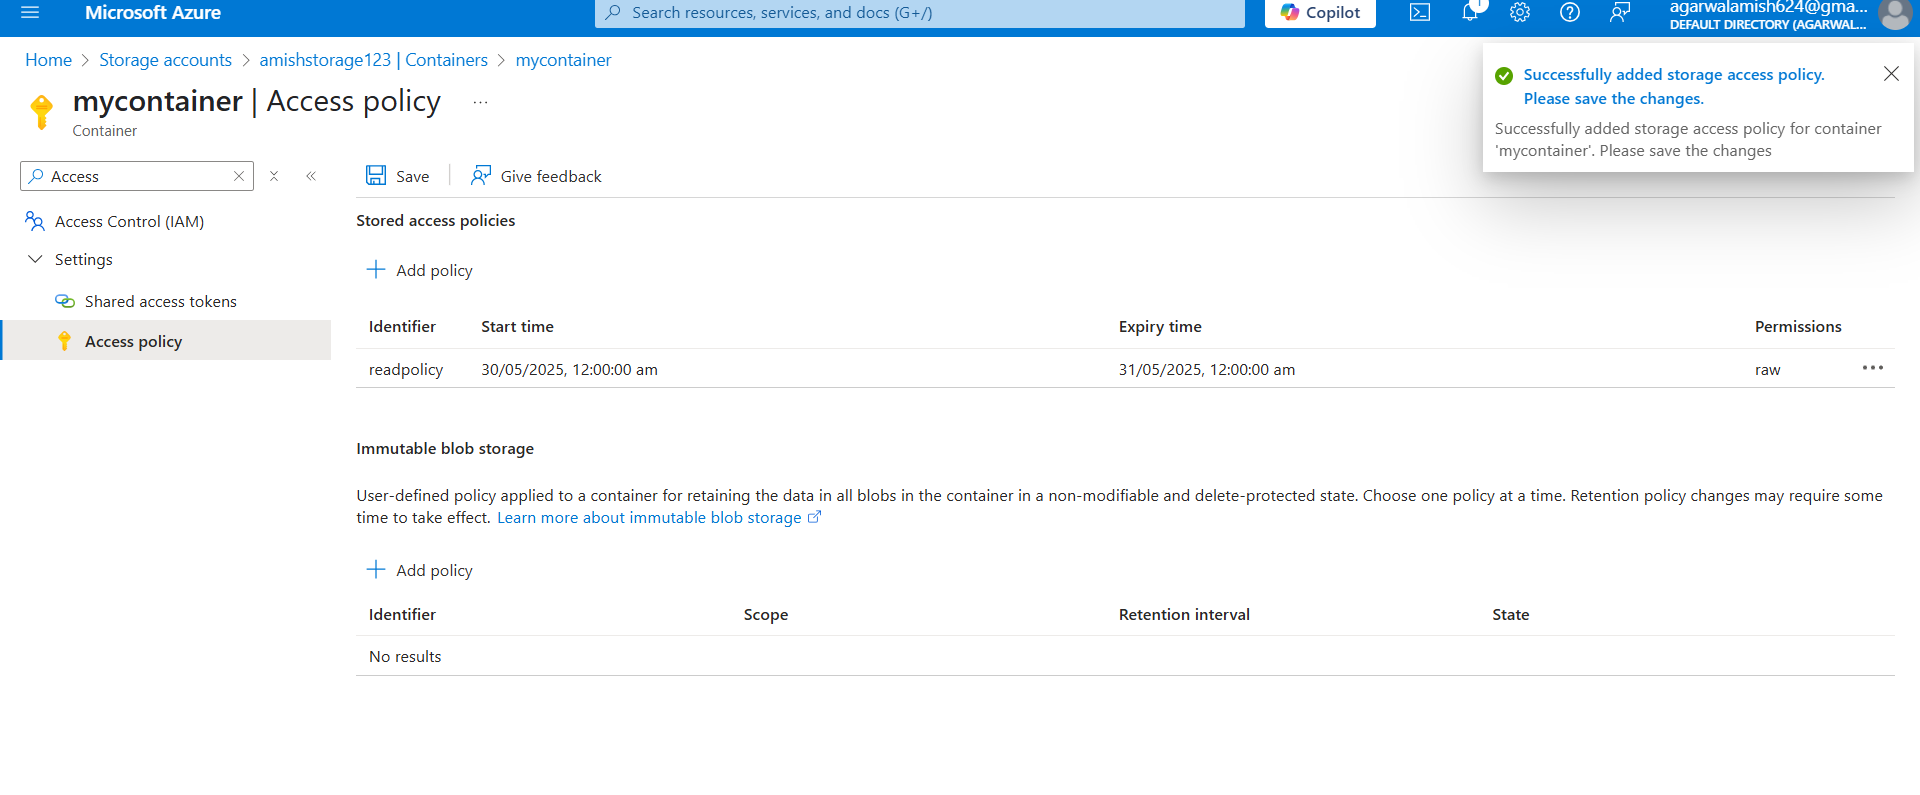 Microsoft Azure
Search resources, services, and docs (G+/)
Copilot
1
agarwalamish624@gma...
DEFAULT DIRECTORY (AGARWAL...
Home > Storage accounts > amishstorage123 | Containers > mycontainer
mycontainer | Access policy ...
Container
Successfully added storage access policy.
Please save the changes.
Successfully added storage access policy for container
'mycontainer'. Please save the changes
Access
Save
Give feedback
Access Control (IAM)
Settings
Shared access tokens
Access policy
Stored access policies
Add policy
Identifier Start time Expiry time Permissions
readpolicy 30/05/2025, 12:00:00 am 31/05/2025, 12:00:00 am raw
Immutable blob storage
User-defined policy applied to a container for retaining the data in all blobs in the container in a non-modifiable and delete-protected state. Choose one policy at a time. Retention policy changes may require some
time to take effect. Learn more about immutable blob storage
Add policy
Identifier Scope Retention interval State
No results